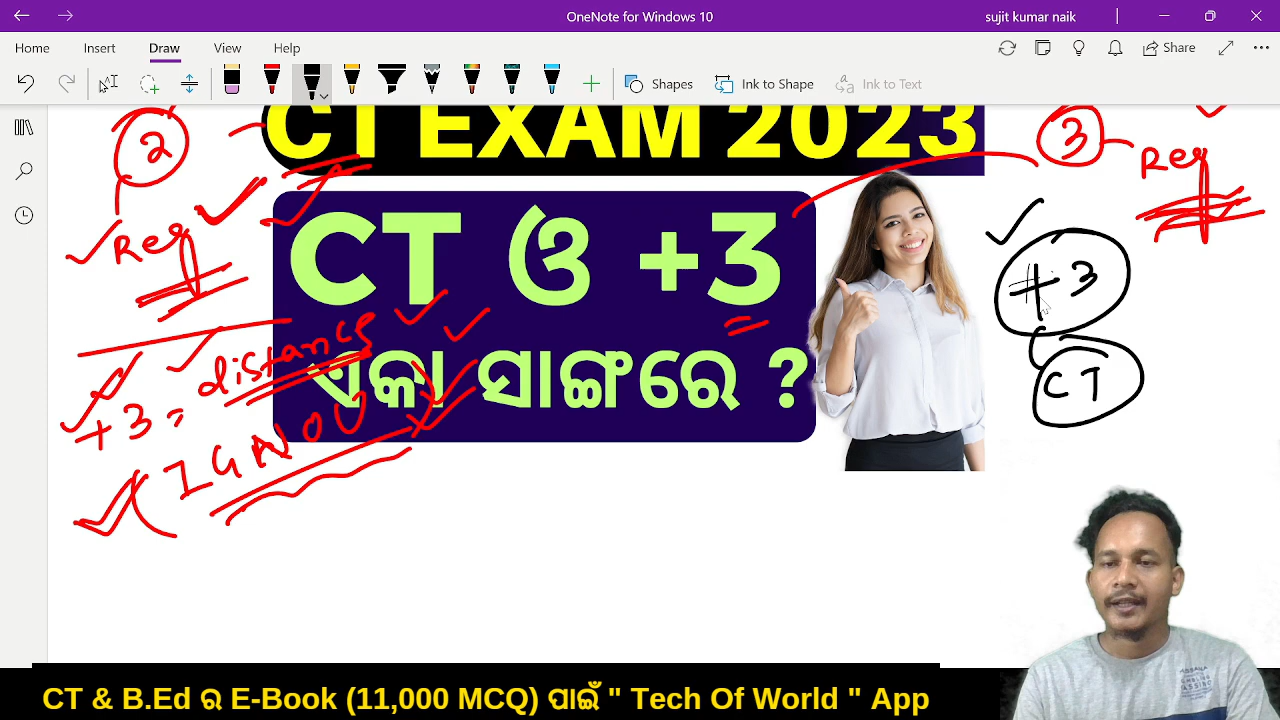 OneNote for Windows 10
sujit kumar naik
Home Insert Draw View Help
Share
Shapes
Ink to Shape
Ink to Text
CT EXAM 2023
2
3
Reg
Reg
CT ଓ +3
ଏକା ସାଙ୍ଗରେ ?
+3
CT
+3 = distance
IGNOU
CT & B.Ed ର E-Book (11,000 MCQ) ପାଇଁ " Tech Of World " App